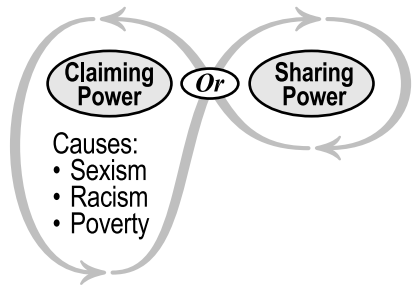 Claiming
Power
Or
Sharing
Power
Causes:
• Sexism
• Racism
• Poverty